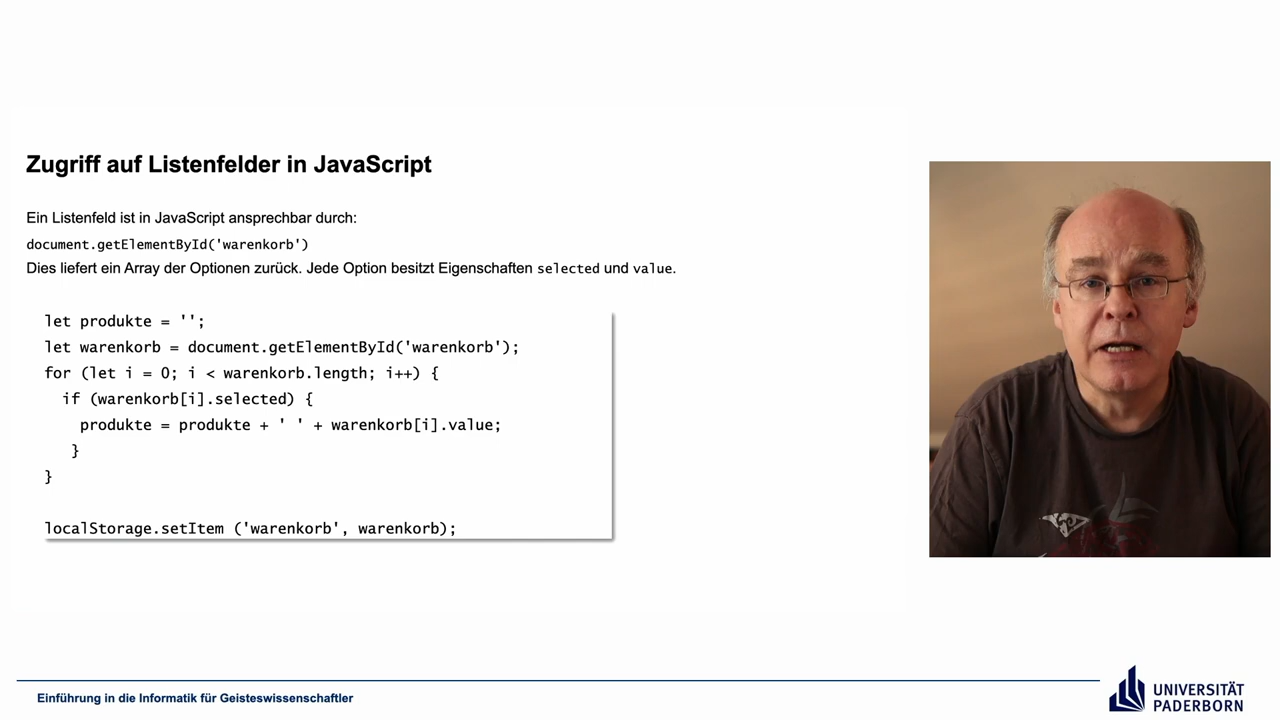 Zugriff auf Listenfelder in JavaScript
Ein Listenfeld ist in JavaScript ansprechbar durch:
document.getElementById('warenkorb')
Dies liefert ein Array der Optionen zurück. Jede Option besitzt Eigenschaften selected und value.
let produkte = '';
let warenkorb = document.getElementById('warenkorb');
for (let i = 0; i < warenkorb.length; i++) {
if (warenkorb[i].selected) {
produkte = produkte + ' ' + warenkorb[i].value;
}
}
localStorage.setItem ('warenkorb', warenkorb);
Einführung in die Informatik für Geisteswissenschaftler
UNIVERSITÄT
PADERBORN